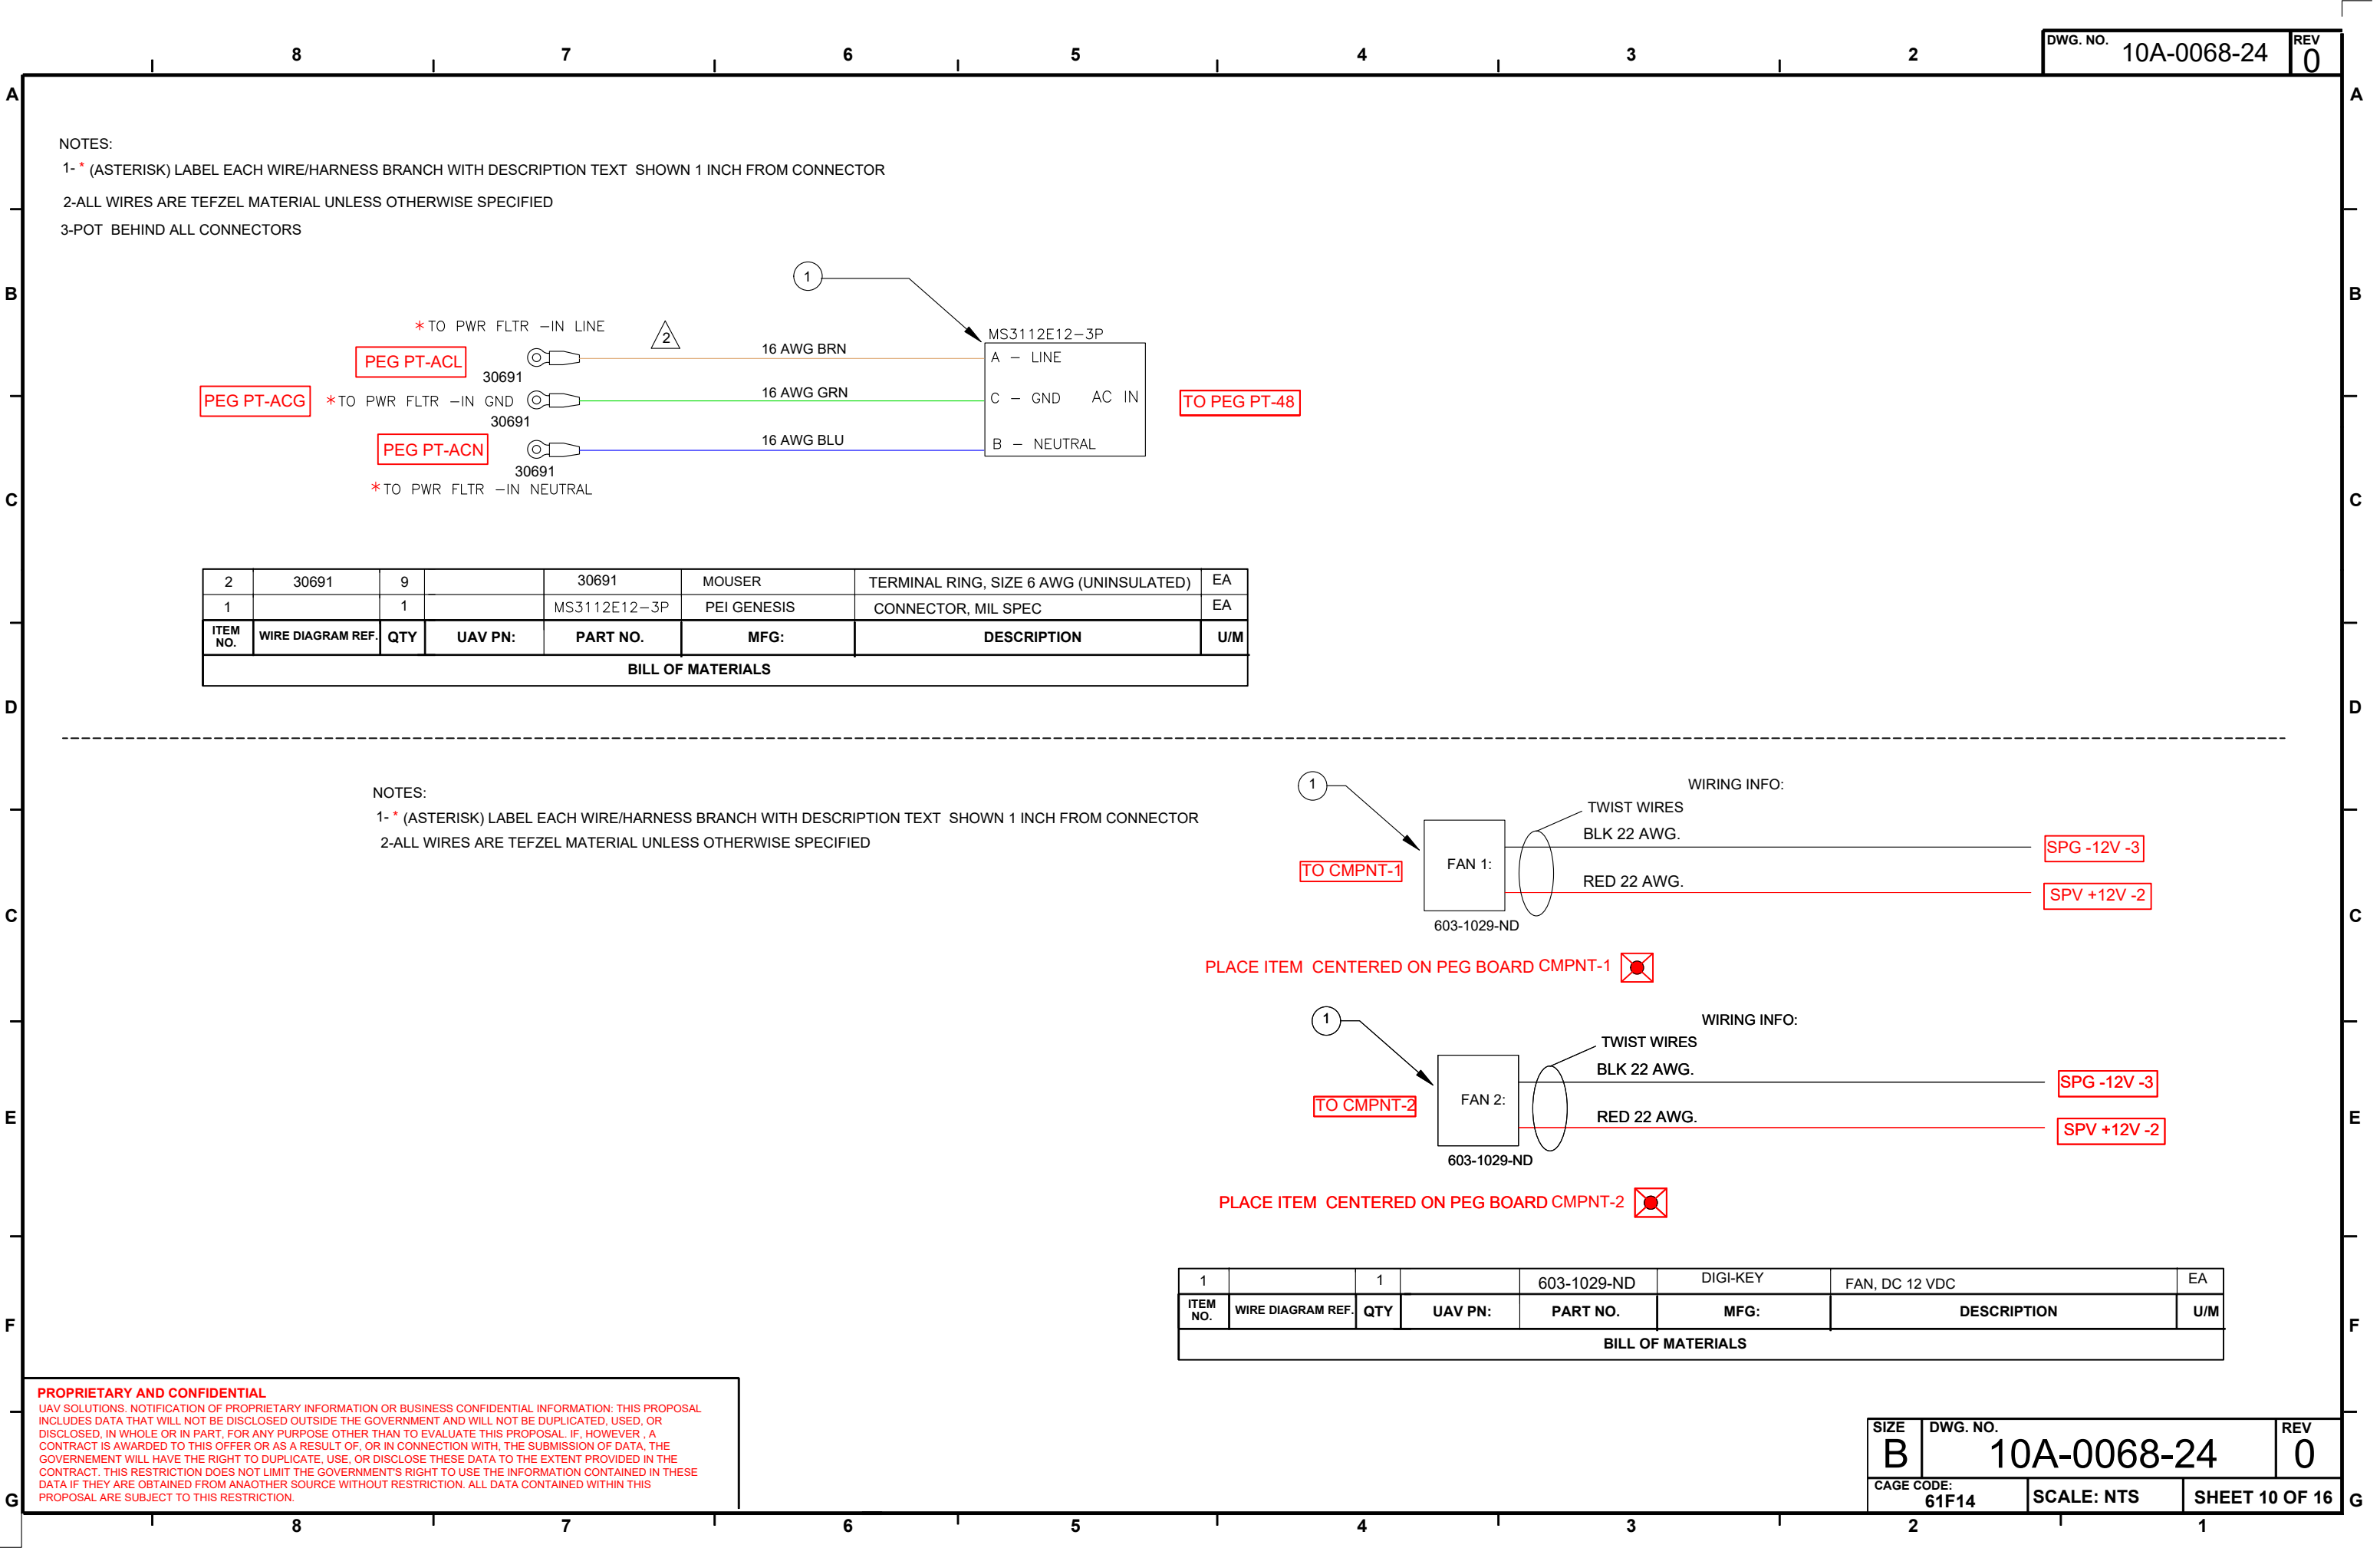 8 7 6 5 4 3 2
DWG. NO. 10A-0068-24 REV 0
A A
NOTES:
1- * (ASTERISK) LABEL EACH WIRE/HARNESS BRANCH WITH DESCRIPTION TEXT SHOWN 1 INCH FROM CONNECTOR
2-ALL WIRES ARE TEFZEL MATERIAL UNLESS OTHERWISE SPECIFIED
3-POT BEHIND ALL CONNECTORS
1
B B
*TO PWR FLTR -IN LINE
2
MS3112E12-3P
PEG PT-ACL
30691
16 AWG BRN
A - LINE
PEG PT-ACG
*TO PWR FLTR -IN GND
30691
16 AWG GRN
C - GND AC IN
TO PEG PT-48
PEG PT-ACN
30691
16 AWG BLU
B - NEUTRAL
*TO PWR FLTR -IN NEUTRAL
C C
2 30691 9 30691 MOUSER TERMINAL RING, SIZE 6 AWG (UNINSULATED) EA
1 1 MS3112E12-3P PEI GENESIS CONNECTOR, MIL SPEC EA
ITEM NO. WIRE DIAGRAM REF. QTY UAV PN: PART NO. MFG: DESCRIPTION U/M
BILL OF MATERIALS
D D
NOTES:
1- * (ASTERISK) LABEL EACH WIRE/HARNESS BRANCH WITH DESCRIPTION TEXT SHOWN 1 INCH FROM CONNECTOR
2-ALL WIRES ARE TEFZEL MATERIAL UNLESS OTHERWISE SPECIFIED
1
WIRING INFO:
TWIST WIRES
BLK 22 AWG.
SPG -12V -3
TO CMPNT-1
FAN 1:
RED 22 AWG.
SPV +12V -2
603-1029-ND
C C
PLACE ITEM CENTERED ON PEG BOARD CMPNT-1
1
WIRING INFO:
TWIST WIRES
BLK 22 AWG.
SPG -12V -3
TO CMPNT-2
FAN 2:
RED 22 AWG.
SPV +12V -2
603-1029-ND
E E
PLACE ITEM CENTERED ON PEG BOARD CMPNT-2
1 1 603-1029-ND DIGI-KEY FAN, DC 12 VDC EA
ITEM NO. WIRE DIAGRAM REF. QTY UAV PN: PART NO. MFG: DESCRIPTION U/M
BILL OF MATERIALS
F F
PROPRIETARY AND CONFIDENTIAL
UAV SOLUTIONS. NOTIFICATION OF PROPRIETARY INFORMATION OR BUSINESS CONFIDENTIAL INFORMATION: THIS PROPOSAL
INCLUDES DATA THAT WILL NOT BE DISCLOSED OUTSIDE THE GOVERNMENT AND WILL NOT BE DUPLICATED, USED, OR
DISCLOSED, IN WHOLE OR IN PART, FOR ANY PURPOSE OTHER THAN TO EVALUATE THIS PROPOSAL. IF, HOWEVER , A
CONTRACT IS AWARDED TO THIS OFFER OR AS A RESULT OF, OR IN CONNECTION WITH, THE SUBMISSION OF DATA, THE
GOVERNEMENT WILL HAVE THE RIGHT TO DUPLICATE, USE, OR DISCLOSE THESE DATA TO THE EXTENT PROVIDED IN THE
CONTRACT. THIS RESTRICTION DOES NOT LIMIT THE GOVERNMENT'S RIGHT TO USE THE INFORMATION CONTAINED IN THESE
DATA IF THEY ARE OBTAINED FROM ANAOTHER SOURCE WITHOUT RESTRICTION. ALL DATA CONTAINED WITHIN THIS
PROPOSAL ARE SUBJECT TO THIS RESTRICTION.
SIZE B DWG. NO. 10A-0068-24 REV 0
CAGE CODE: 61F14 SCALE: NTS SHEET 10 OF 16
G G
8 7 6 5 4 3 2 1